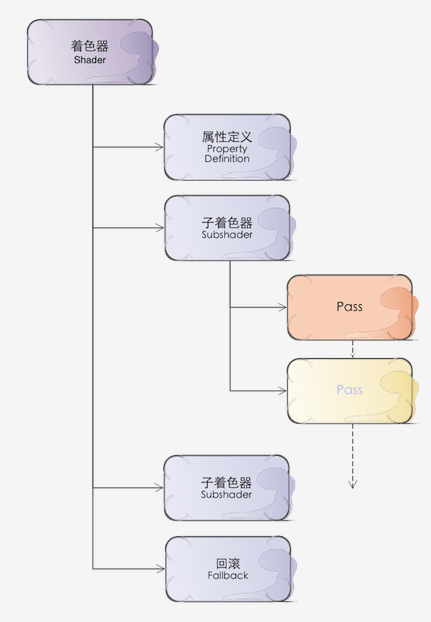 着色器
Shader
属性定义
Property
Definition
子着色器
Subshader
Pass
Pass
子着色器
Subshader
回滚
Fallback